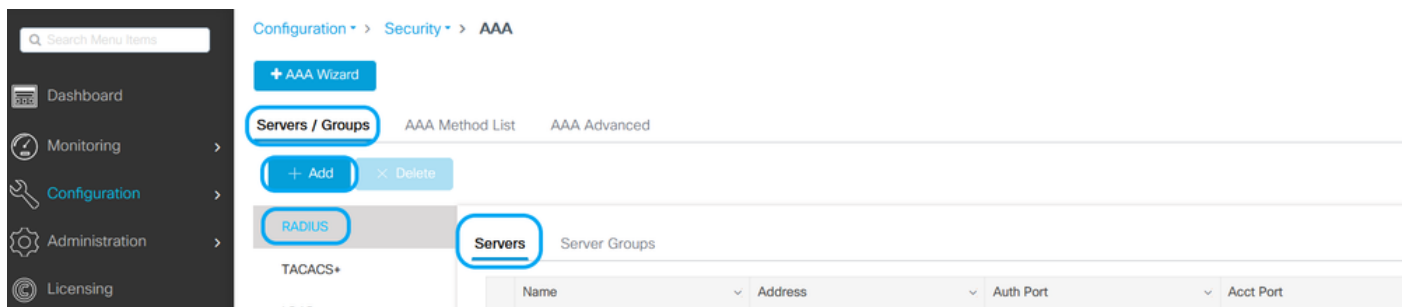 Search Menu Items
Dashboard
Monitoring
Configuration
Administration
Licensing
Configuration > Security > AAA
+ AAA Wizard
Servers / Groups AAA Method List AAA Advanced
+ Add × Delete
RADIUS
TACACS+
Servers Server Groups
Name Address Auth Port Acct Port